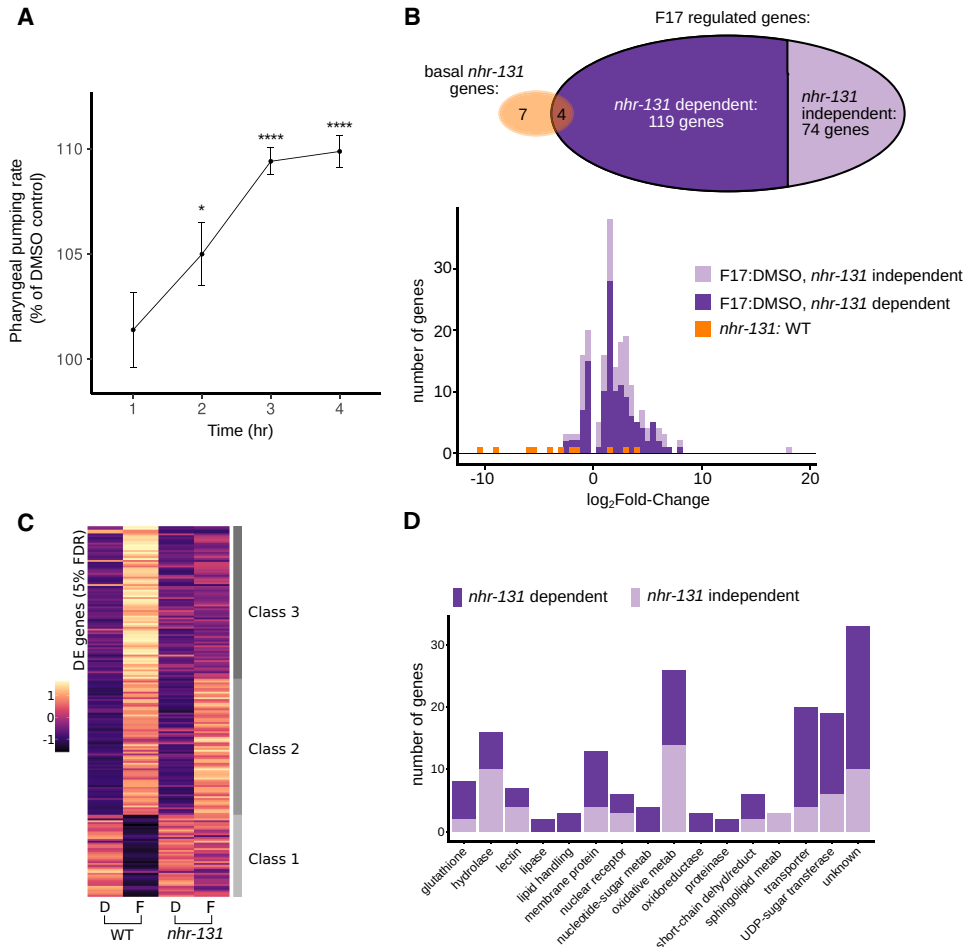 A
Pharyngeal pumping rate
(% of DMSO control)
110
105
100
****
****
*
1
2
3
4
Time (hr)
B
F17 regulated genes:
basal nhr-131
genes:
7
4
nhr-131 dependent:
119 genes
nhr-131
independent:
74 genes
number of genes
30
20
10
0
F17:DMSO, nhr-131 independent
F17:DMSO, nhr-131 dependent
nhr-131: WT
-10
0
10
20
log₂Fold-Change
C
DE genes (5% FDR)
1
0
-1
Class 3
Class 2
Class 1
D
F
D
F
WT
nhr-131
D
nhr-131 dependent
nhr-131 independent
number of genes
30
20
10
0
glutathione
hydrolase
lectin
lipase
lipid handling
membrane protein
nuclear receptor
nucleotide-sugar metab
oxidative metab
oxidoreductase
proteinase
short-chain dehyd/reduct
sphingolipid metab
transporter
UDP-sugar transferase
unknown